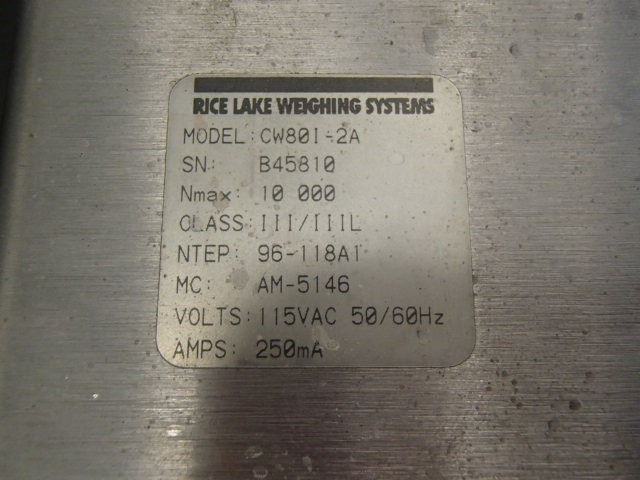 RICE LAKE WEIGHING SYSTEMS
MODEL: CW80I-2A
SN: B45810
Nmax: 10 000
CLASS: III/IIIL
NTEP: 96-118A1
MC: AM-5146
VOLTS: 115VAC 50/60Hz
AMPS: 250mA